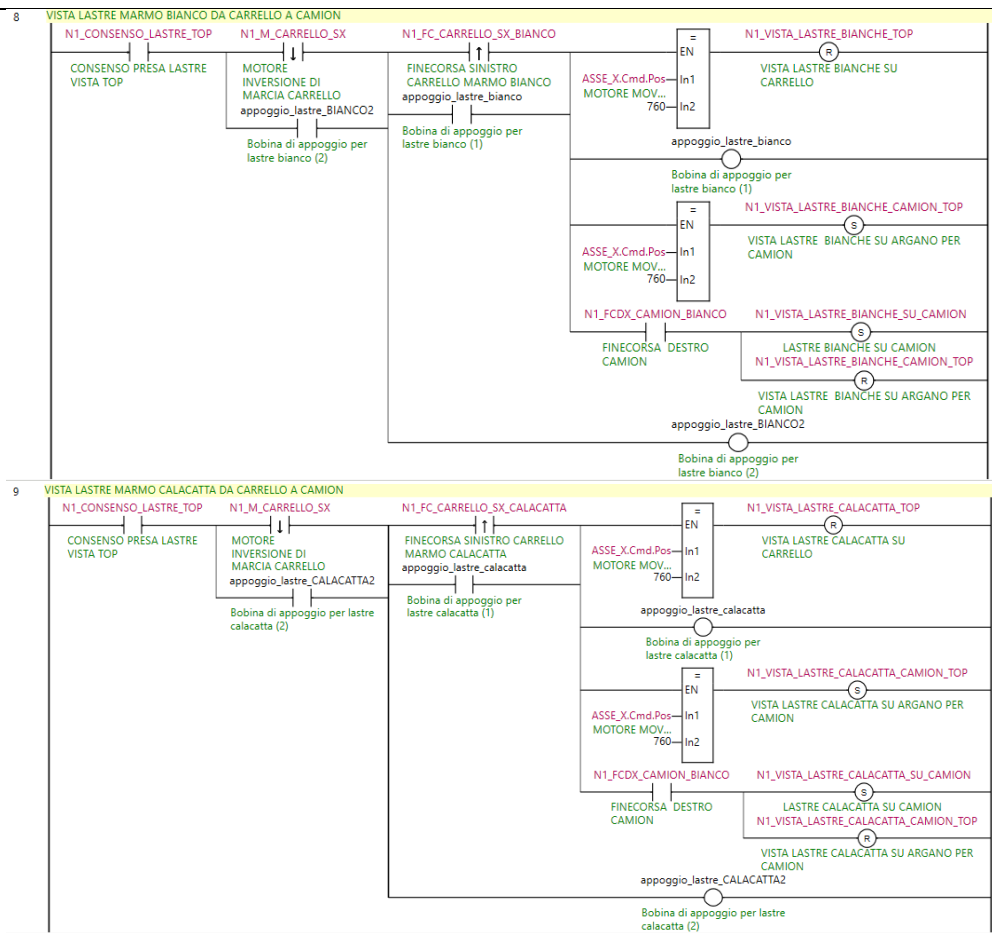 8
VISTA LASTRE MARMO BIANCO DA CARRELLO A CAMION
N1_CONSENSO_LASTRE_TOP
CONSENSO PRESA LASTRE
VISTA TOP
N1_M_CARRELLO_SX
MOTORE
INVERSIONE DI
MARCIA CARRELLO
appoggio_lastre_BIANCO2
Bobina di appoggio per
lastre bianco (2)
N1_FC_CARRELLO_SX_BIANCO
FINECORSA SINISTRO
CARRELLO MARMO BIANCO
appoggio_lastre_bianco
Bobina di appoggio per
lastre bianco (1)
=
EN
ASSE_X.Cmd.Pos In1
MOTORE MOV...
760 In2
N1_VISTA_LASTRE_BIANCHE_TOP
R
VISTA LASTRE BIANCHE SU
CARRELLO
appoggio_lastre_bianco
Bobina di appoggio per
lastre bianco (1)
=
EN
ASSE_X.Cmd.Pos In1
MOTORE MOV...
760 In2
N1_VISTA_LASTRE_BIANCHE_CAMION_TOP
S
VISTA LASTRE BIANCHE SU ARGANO PER
CAMION
N1_FCDX_CAMION_BIANCO
FINECORSA DESTRO
CAMION
N1_VISTA_LASTRE_BIANCHE_SU_CAMION
S
LASTRE BIANCHE SU CAMION
N1_VISTA_LASTRE_BIANCHE_CAMION_TOP
R
VISTA LASTRE BIANCHE SU ARGANO PER
CAMION
appoggio_lastre_BIANCO2
Bobina di appoggio per
lastre bianco (2)
9
VISTA LASTRE MARMO CALACATTA DA CARRELLO A CAMION
N1_CONSENSO_LASTRE_TOP
CONSENSO PRESA LASTRE
VISTA TOP
N1_M_CARRELLO_SX
MOTORE
INVERSIONE DI
MARCIA CARRELLO
appoggio_lastre_CALACATTA2
Bobina di appoggio per lastre
calacatta (2)
N1_FC_CARRELLO_SX_CALACATTA
FINECORSA SINISTRO CARRELLO
MARMO CALACATTA
appoggio_lastre_calacatta
Bobina di appoggio per
lastre calacatta (1)
=
EN
ASSE_X.Cmd.Pos In1
MOTORE MOV...
760 In2
N1_VISTA_LASTRE_CALACATTA_TOP
R
VISTA LASTRE CALACATTA SU
CARRELLO
appoggio_lastre_calacatta
Bobina di appoggio per
lastre calacatta (1)
=
EN
ASSE_X.Cmd.Pos In1
MOTORE MOV...
760 In2
N1_VISTA_LASTRE_CALACATTA_CAMION_TOP
S
VISTA LASTRE CALACATTA SU ARGANO PER
CAMION
N1_FCDX_CAMION_BIANCO
FINECORSA DESTRO
CAMION
N1_VISTA_LASTRE_CALACATTA_SU_CAMION
S
LASTRE CALACATTA SU CAMION
N1_VISTA_LASTRE_CALACATTA_CAMION_TOP
R
VISTA LASTRE CALACATTA SU ARGANO PER
CAMION
appoggio_lastre_CALACATTA2
Bobina di appoggio per lastre
calacatta (2)